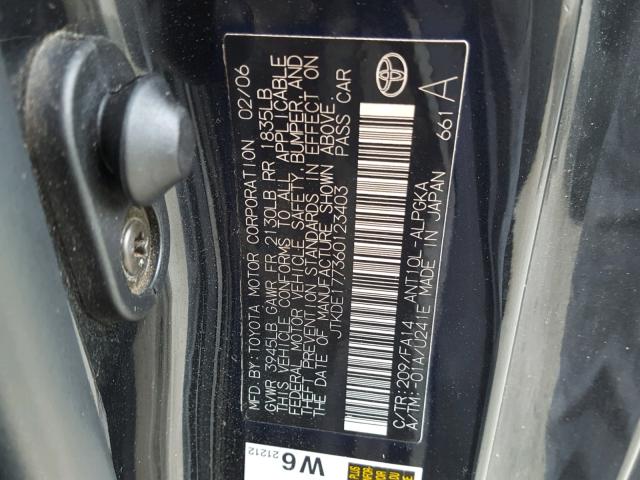 MFD. BY: TOYOTA MOTOR CORPORATION 02/06
GVWR 3945LB GAWR FR 2130LB RR 1835LB
THIS VEHICLE CONFORMS TO ALL APPLICABLE
FEDERAL MOTOR VEHICLE SAFETY, BUMPER, AND
THEFT PREVENTION STANDARDS IN EFFECT ON
THE DATE OF MANUFACTURE SHOWN ABOVE.
JTKDE177360123403 PASS CAR
C/TR: 209/FA14 ANT10L-ALPGKA
A/TM: -01A/U241E MADE IN JAPAN 661 A
W6
21212
PLUS